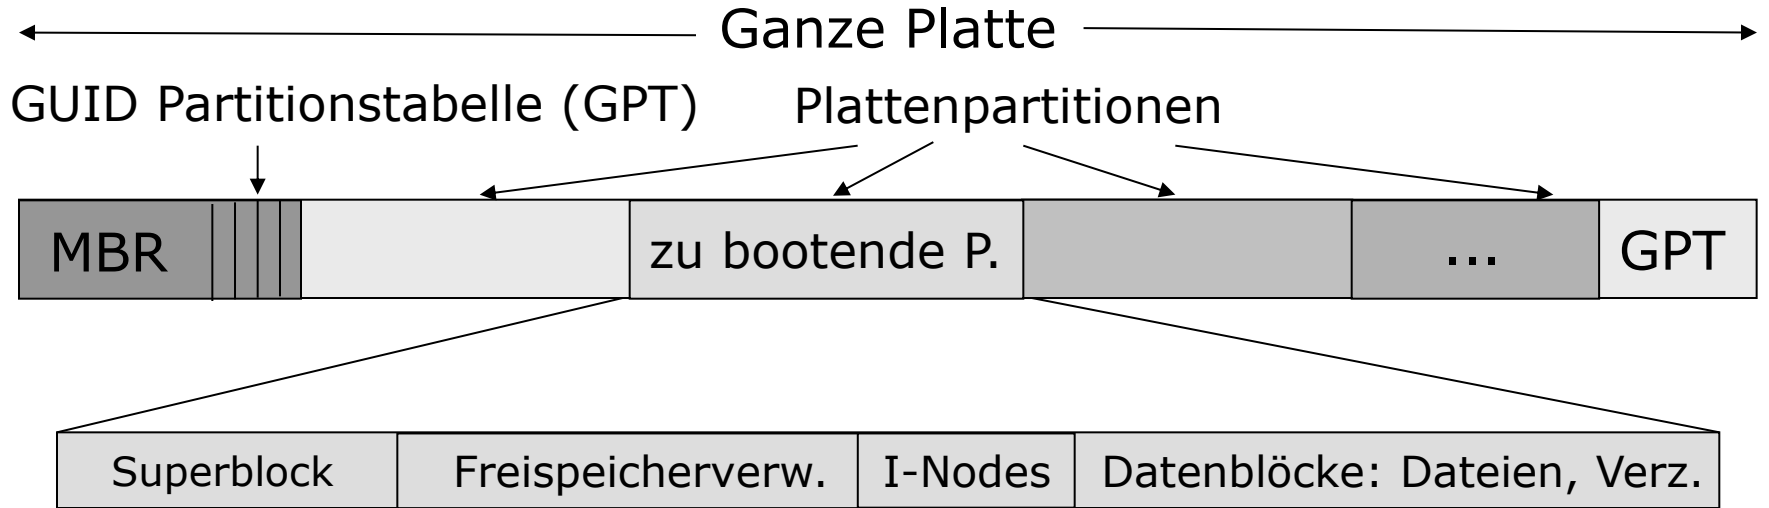 Ganze Platte
GUID Partitionstabelle (GPT)
Plattenpartitionen
MBR
zu bootende P.
...
GPT
Superblock
Freispeicherverw.
I-Nodes
Datenblöcke: Dateien, Verz.